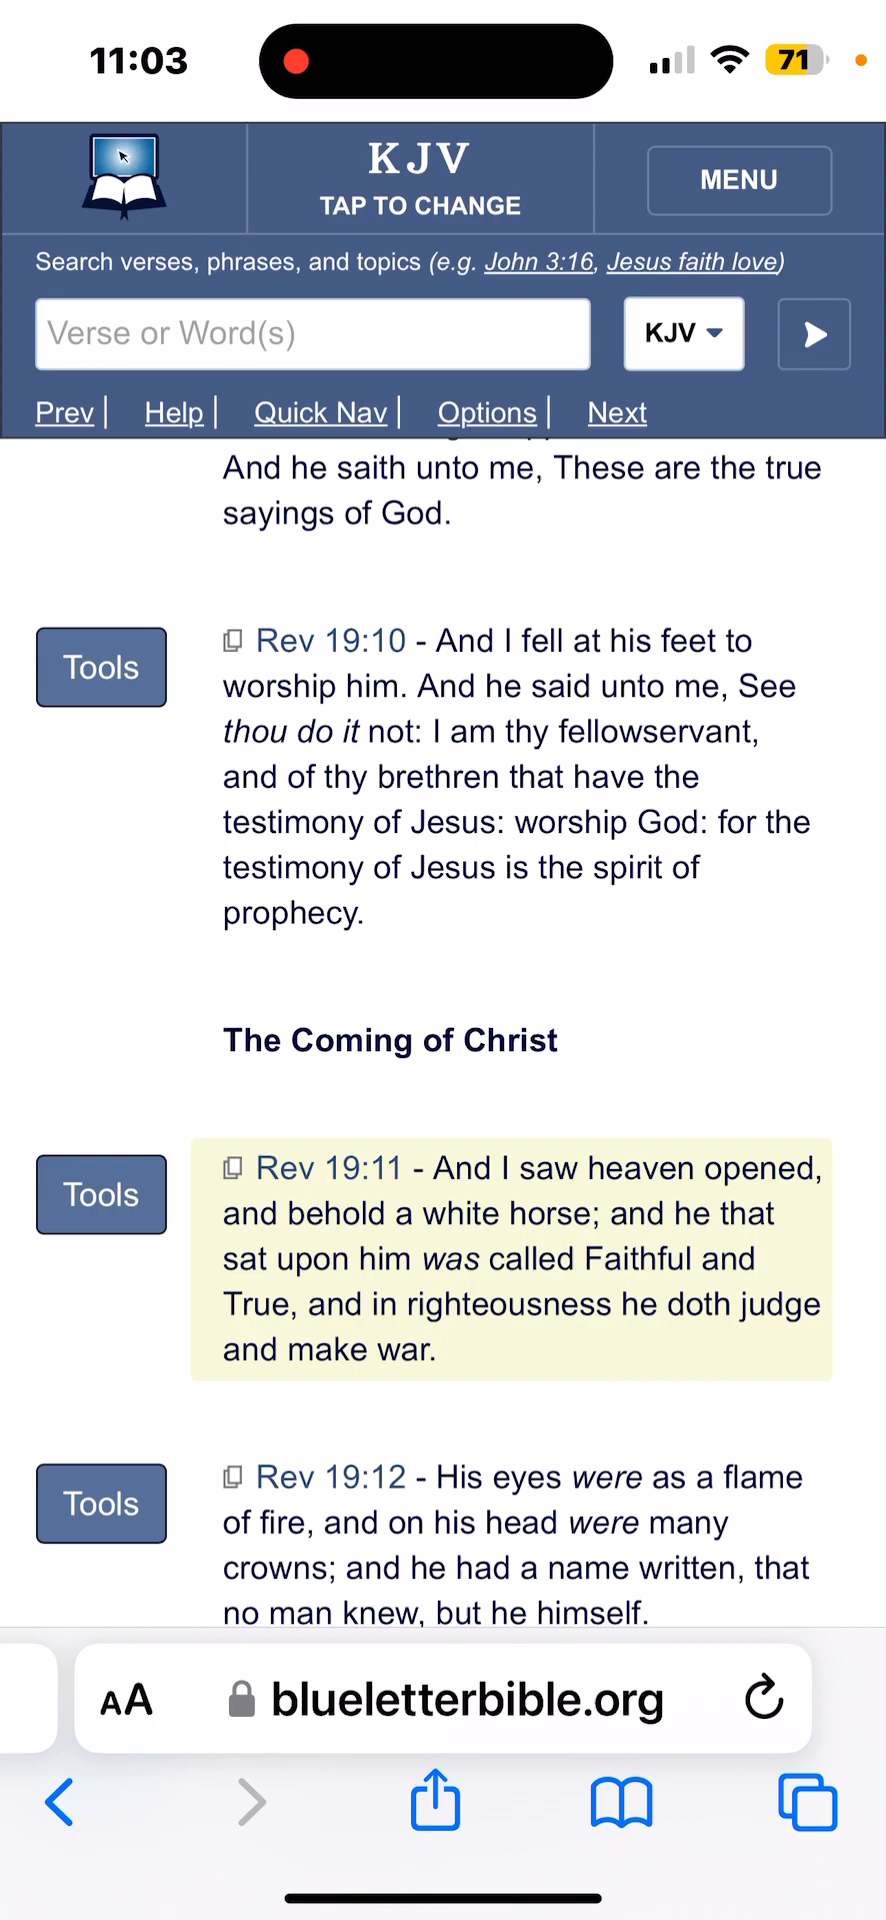 11:03
71
KJV
TAP TO CHANGE
MENU
Search verses, phrases, and topics (e.g. John 3:16, Jesus faith love)
Verse or Word(s)
KJV
Prev | Help | Quick Nav | Options | Next
And he saith unto me, These are the true
sayings of God.
Tools
Rev 19:10 - And I fell at his feet to
worship him. And he said unto me, See
thou do it not: I am thy fellowservant,
and of thy brethren that have the
testimony of Jesus: worship God: for the
testimony of Jesus is the spirit of
prophecy.
The Coming of Christ
Tools
Rev 19:11 - And I saw heaven opened,
and behold a white horse; and he that
sat upon him was called Faithful and
True, and in righteousness he doth judge
and make war.
Tools
Rev 19:12 - His eyes were as a flame
of fire, and on his head were many
crowns; and he had a name written, that
no man knew, but he himself.
AA
blueletterbible.org